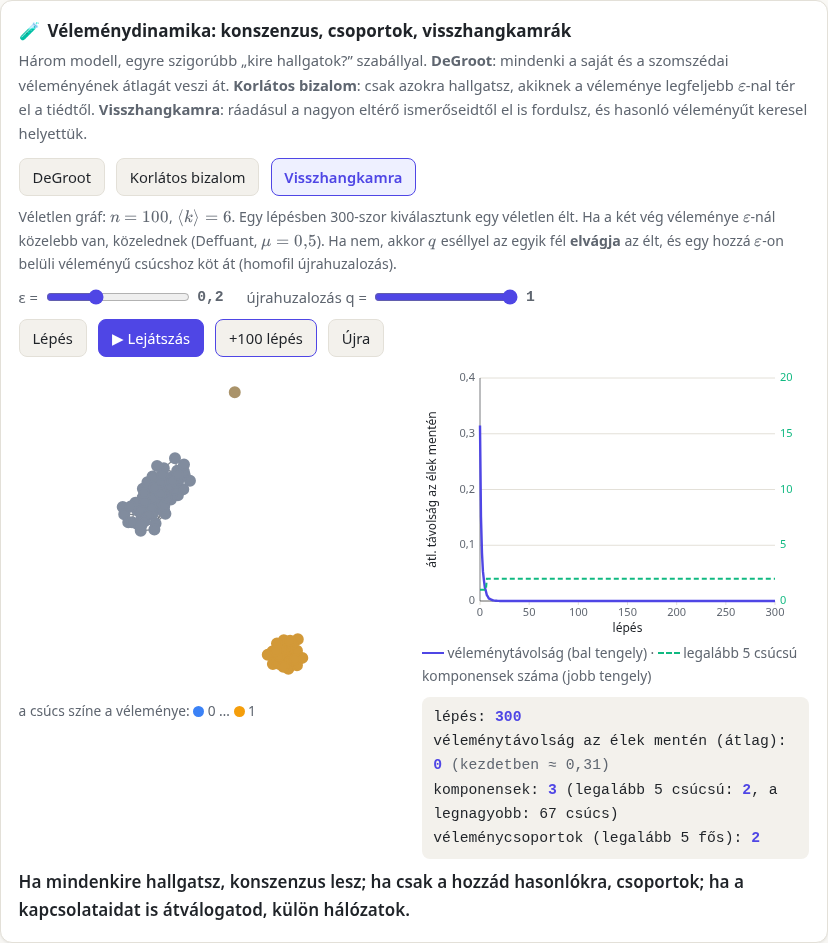 🧪 Véleménydinamika: konszenzus, csoportok, visszhangkamrák
Három modell, egyre szigorúbb „kire hallgatok?” szabállyal. DeGroot: mindenki a saját és a szomszédai
véleményének átlagát veszi át. Korlátos bizalom: csak azokra hallgatsz, akiknek a véleménye legfeljebb ε-nal tér
el a tiédtől. Visszhangkamra: ráadásul a nagyon eltérő ismerőseidtől el is fordulsz, és hasonló véleményűt keresel
helyettük.
DeGroot Korlátos bizalom Visszhangkamra
Véletlen gráf: n = 100, ⟨k⟩ = 6. Egy lépésben 300-szor kiválasztunk egy véletlen élt. Ha a két vég véleménye ε-nál
közelebb van, közelednek (Deffuant, μ = 0,5). Ha nem, akkor q eséllyel az egyik fél elvágja az élt, és egy hozzá ε-on
belüli véleményű csúcshoz köt át (homofil újrahuzalozás).
ε = 0,2 újrahuzalozás q = 1
Lépés ▶ Lejátszás +100 lépés Újra
átl. távolság az élek mentén
0,4
0,3
0,2
0,1
0
20
15
10
5
0
0 50 100 150 200 250 300
lépés
véleménytávolság (bal tengely) · legalább 5 csúcsú
komponensek száma (jobb tengely)
a csúcs színe a véleménye: 0 … 1
lépés: 300
véleménytávolság az élek mentén (átlag):
0 (kezdetben ≈ 0,31)
komponensek: 3 (legalább 5 csúcsú: 2, a
legnagyobb: 67 csúcs)
véleménycsoportok (legalább 5 fős): 2
Ha mindenkire hallgatsz, konszenzus lesz; ha csak a hozzád hasonlókra, csoportok; ha a
kapcsolataidat is átválogatod, külön hálózatok.